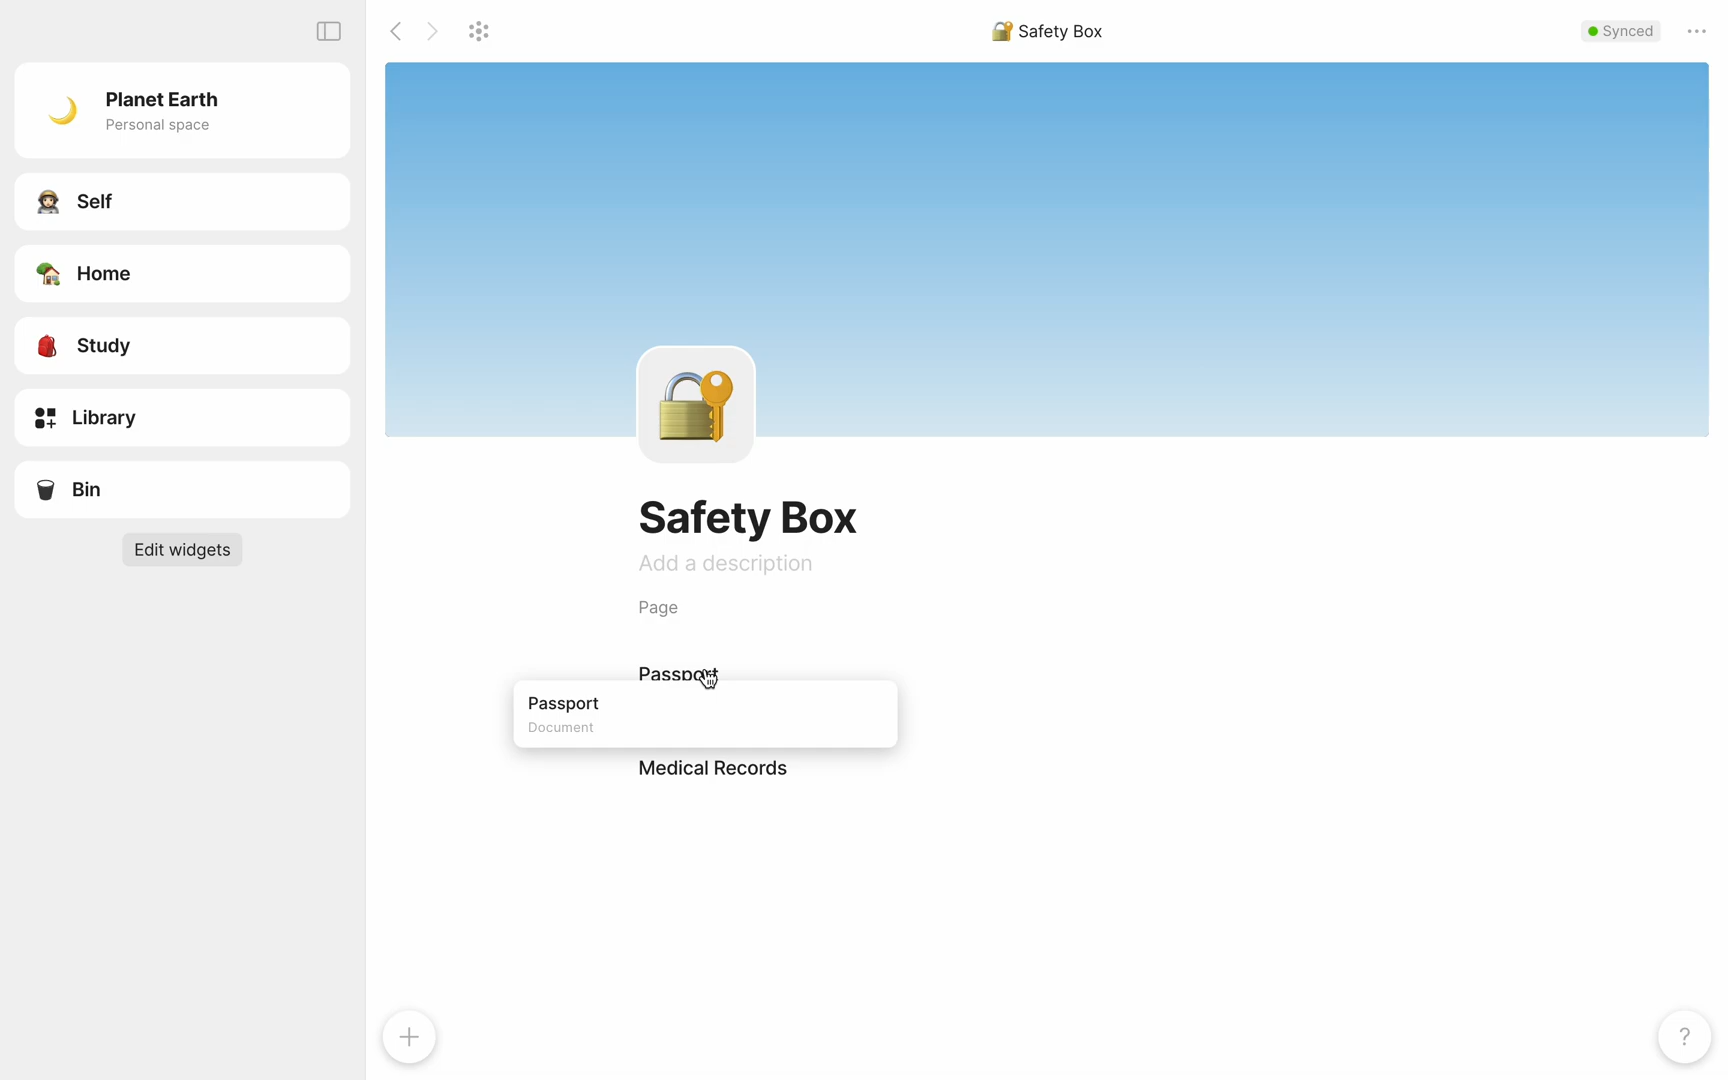 Safety Box
Synced
Planet Earth
Personal space
Self
Home
Study
Library
Bin
Edit widgets
Safety Box
Add a description
Page
Passport
Passport
Document
Medical Records
?